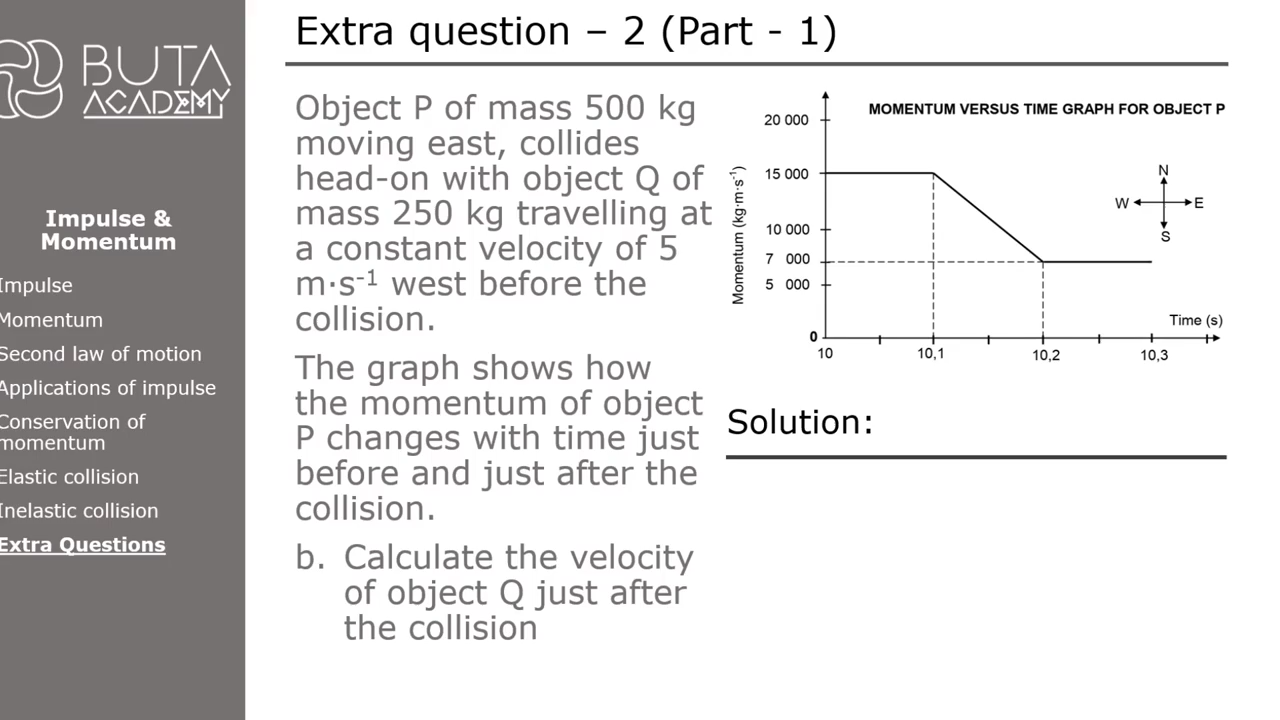 BUTA
ACADEMY
Impulse &
Momentum
Impulse
Momentum
Second law of motion
Applications of impulse
Conservation of
momentum
Elastic collision
Inelastic collision
Extra Questions
Extra question – 2 (Part - 1)
Object P of mass 500 kg
moving east, collides
head-on with object Q of
mass 250 kg travelling at
a constant velocity of 5
m·s⁻¹ west before the
collision.
The graph shows how
the momentum of object
P changes with time just
before and just after the
collision.
b. Calculate the velocity
of object Q just after
the collision
MOMENTUM VERSUS TIME GRAPH FOR OBJECT P
Momentum (kg·m·s⁻¹)
20 000
15 000
10 000
7 000
5 000
0
N
W E
S
Time (s)
10 10,1 10,2 10,3
Solution: